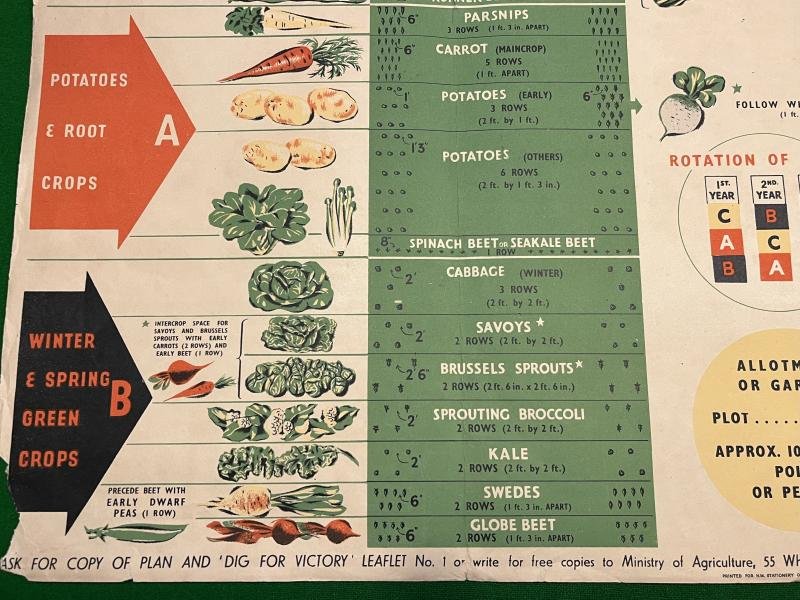 PARSNIPS
6"
3 ROWS (1 ft. 3 in. APART)
CARROT (MAINCROP)
6"
5 ROWS
(1 ft. APART)
POTATOES (EARLY)
1'
6"
3 ROWS
(2 ft. by 1 ft.)
POTATOES (OTHERS)
1'3"
6 ROWS
(2 ft. by 1 ft. 3 in.)
8"
SPINACH BEET OR SEAKALE BEET
1 ROW
POTATOES
& ROOT
CROPS
A
CABBAGE (WINTER)
2'
3 ROWS
(2 ft. by 2 ft.)
SAVOYS ★
2'
2 ROWS (2 ft. by 2 ft.)
BRUSSELS SPROUTS ★
2'6"
2 ROWS (2 ft. 6 in. x 2 ft. 6 in.)
SPROUTING BROCCOLI
2'
2 ROWS (2 ft. by 2 ft.)
KALE
2'
2 ROWS (2 ft. by 2 ft.)
SWEDES
6"
2 ROWS (1 ft. 3 in. APART)
GLOBE BEET
6"
2 ROWS (1 ft. 3 in. APART)
WINTER
& SPRING
GREEN
CROPS
B
★ INTERCROP SPACE FOR
SAVOYS AND BRUSSELS
SPROUTS WITH EARLY
CARROTS (2 ROWS) AND
EARLY BEET (1 ROW)
PRECEDE BEET WITH
EARLY DWARF
PEAS (1 ROW)
★
FOLLOW
(1 ft.
ROTATION OF
1ST. YEAR
2ND. YEAR
C B
A C
B A
PLOT .....
APPROX. 10
OR
ASK FOR COPY OF PLAN AND 'DIG FOR VICTORY' LEAFLET No. 1 or write for free copies to Ministry of Agriculture, 55
PRINTED FOR H.M. STATIONERY